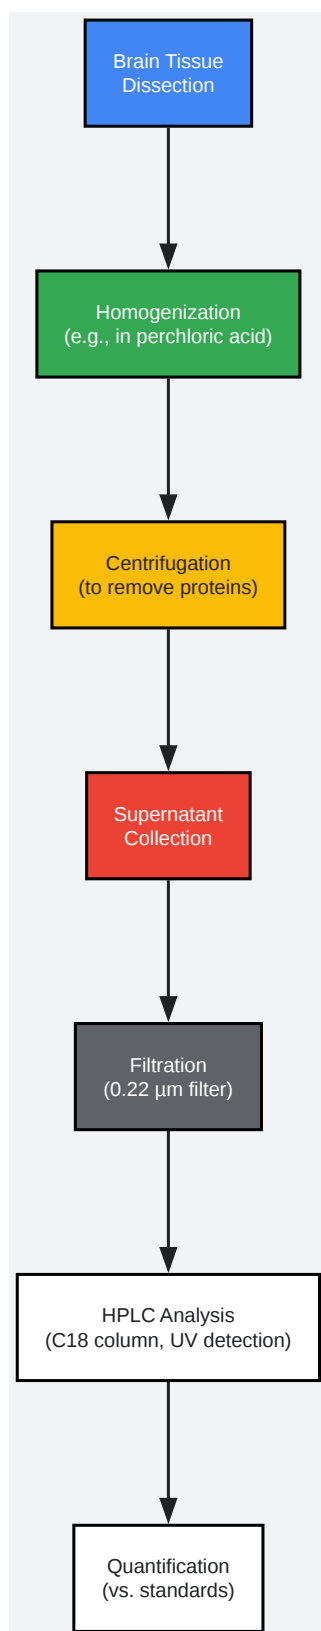 Brain Tissue
Dissection
Homogenization
(e.g., in perchloric acid)
Centrifugation
(to remove proteins)
Supernatant
Collection
Filtration
(0.22 µm filter)
HPLC Analysis
(C18 column, UV detection)
Quantification
(vs. standards)